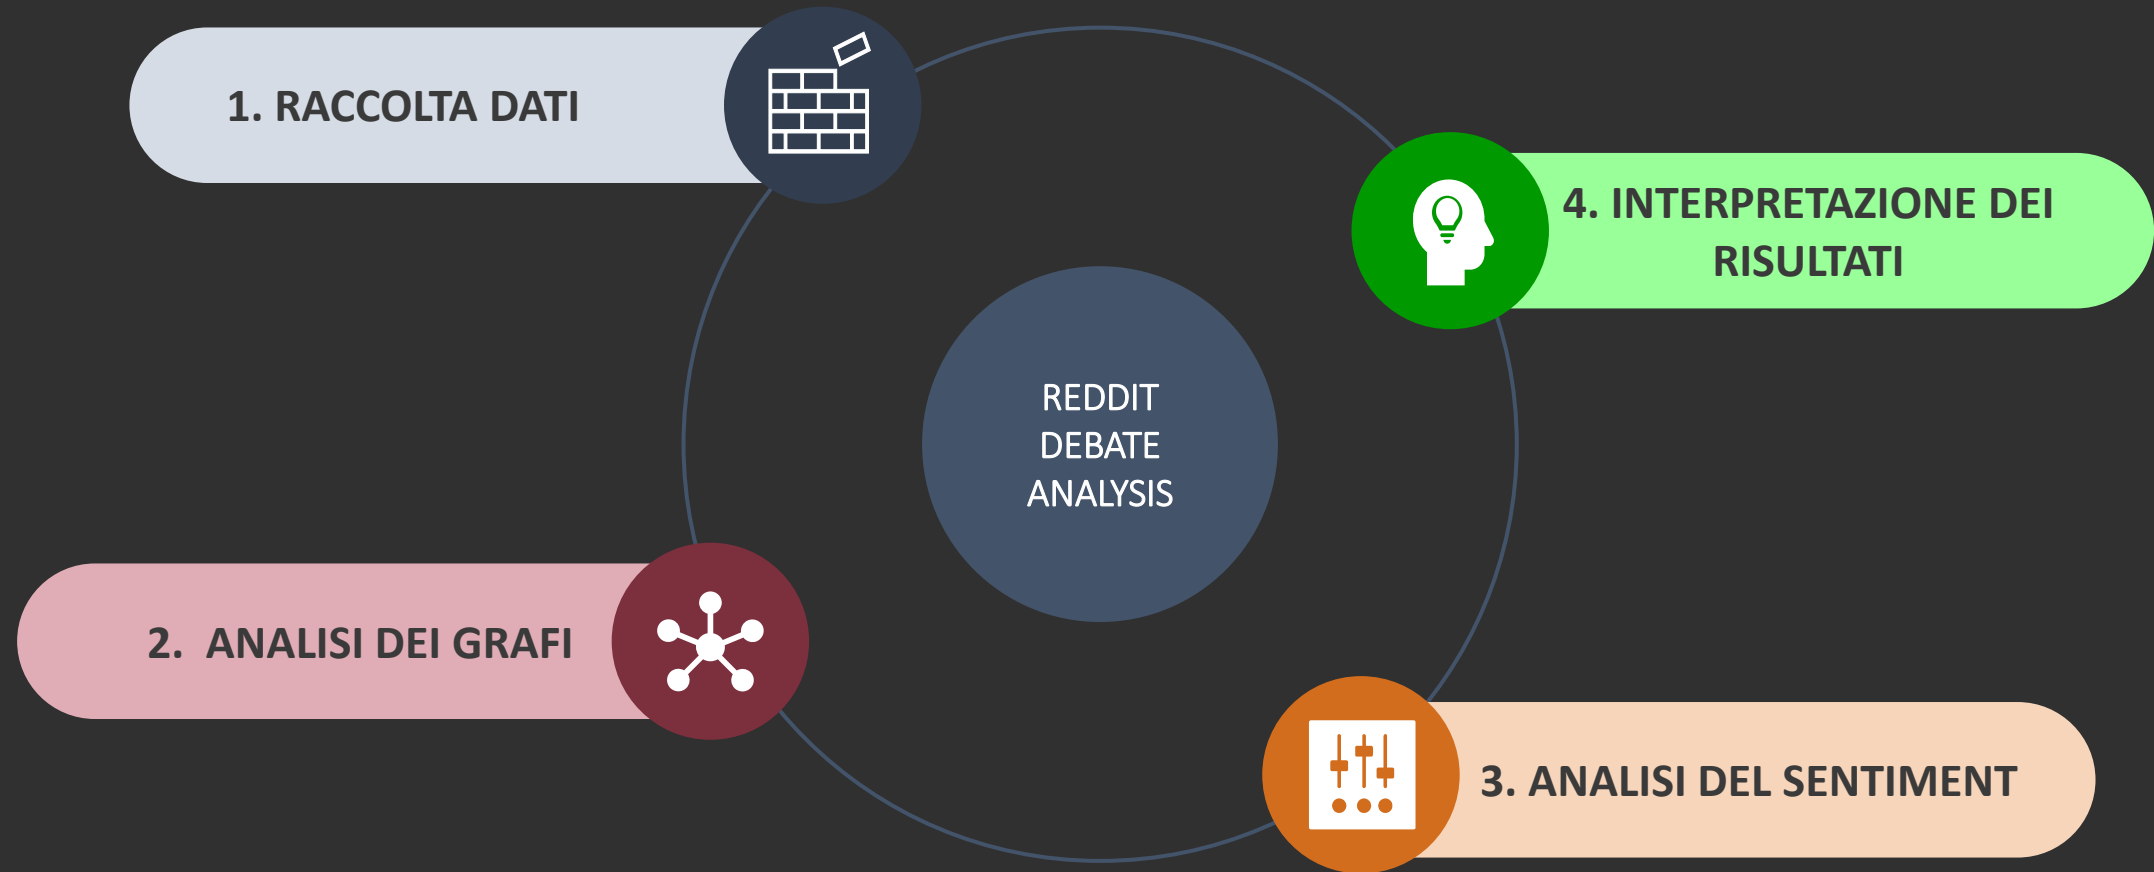 1. RACCOLTA DATI
4. INTERPRETAZIONE DEI
RISULTATI
REDDIT
DEBATE
ANALYSIS
2. ANALISI DEI GRAFI
3. ANALISI DEL SENTIMENT